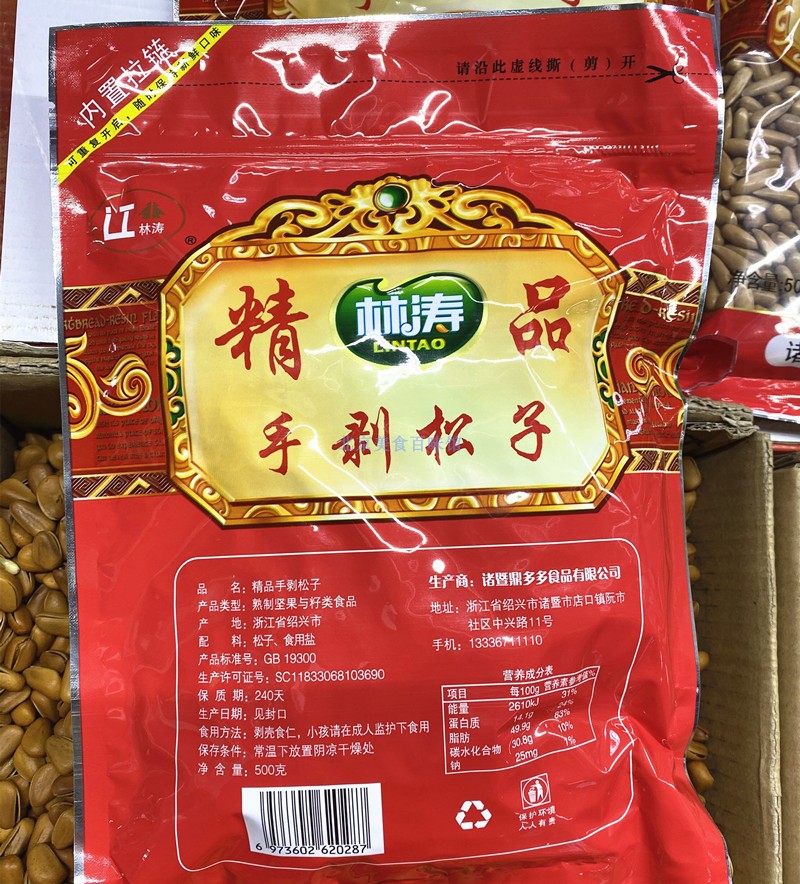 内置拉链
可重复开启，随时保持新鲜口味
请沿此虚线撕（剪）开
江
林涛
®
精
林涛
LINTAO
品
手剥松子
品 名：精品手剥松子
产品类型：熟制坚果与籽类食品
产 地：浙江省绍兴市
配 料：松子、食用盐
产品标准号：GB 19300
生产许可证号：SC11833068103690
保 质 期：240天
生产日期：见封口
食用方法：剥壳食仁，小孩请在成人监护下食用
保存条件：常温下放置阴凉干燥处
净 含 量：500克
6 973602 620287
生产商：诸暨鼎多多食品有限公司
地址：浙江省绍兴市诸暨市店口镇阮市
社区中兴路11号
手机：13336711110
营养成分表
项目 每100g 营养素参考值%
能量 2610kJ 31%
蛋白质 14.1g 24%
脂肪 49.9g 83%
碳水化合物 30.8g 10%
钠 25mg 1%
保护环境
人人有责
净含量:50
诸